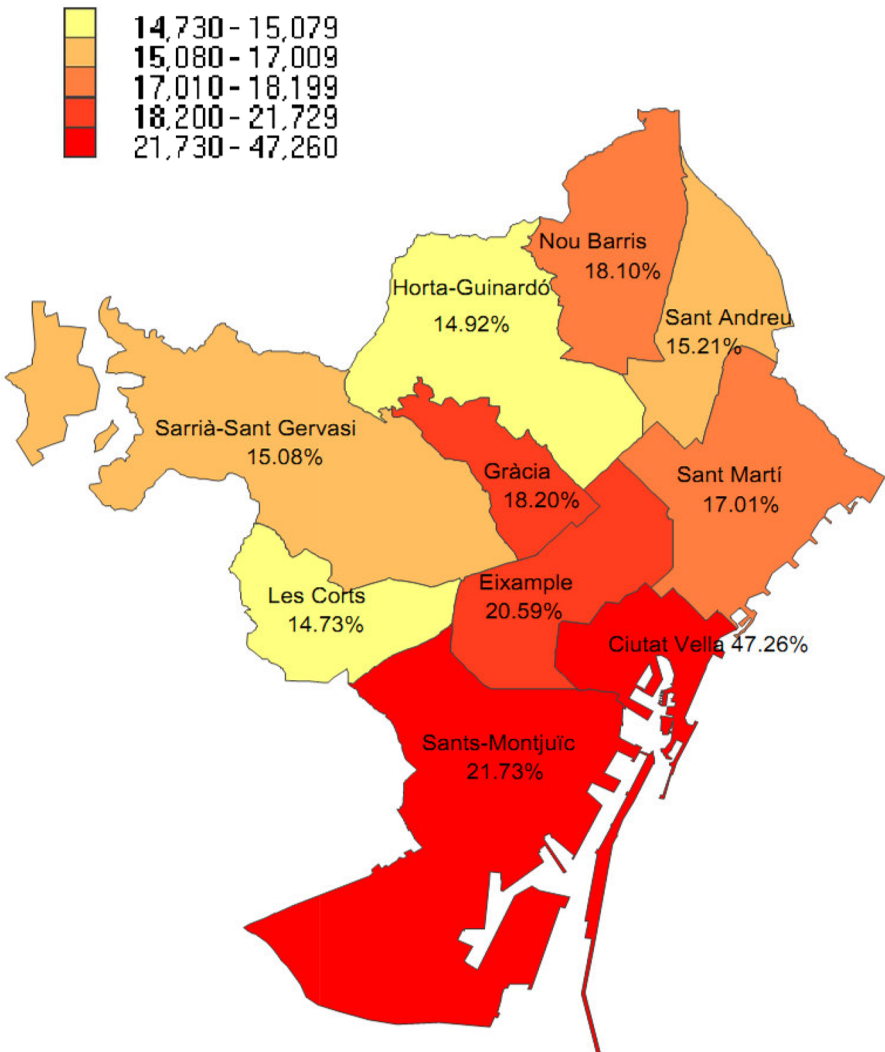 14,730 - 15,079
15,080 - 17,009
17,010 - 18,199
18,200 - 21,729
21,730 - 47,260
Nou Barris
18.10%
Horta-Guinardó
14.92%
Sant Andreu
15.21%
Sarrià-Sant Gervasi
15.08%
Gràcia
18.20%
Sant Martí
17.01%
Les Corts
14.73%
Eixample
20.59%
Ciutat Vella 47.26%
Sants-Montjuïc
21.73%